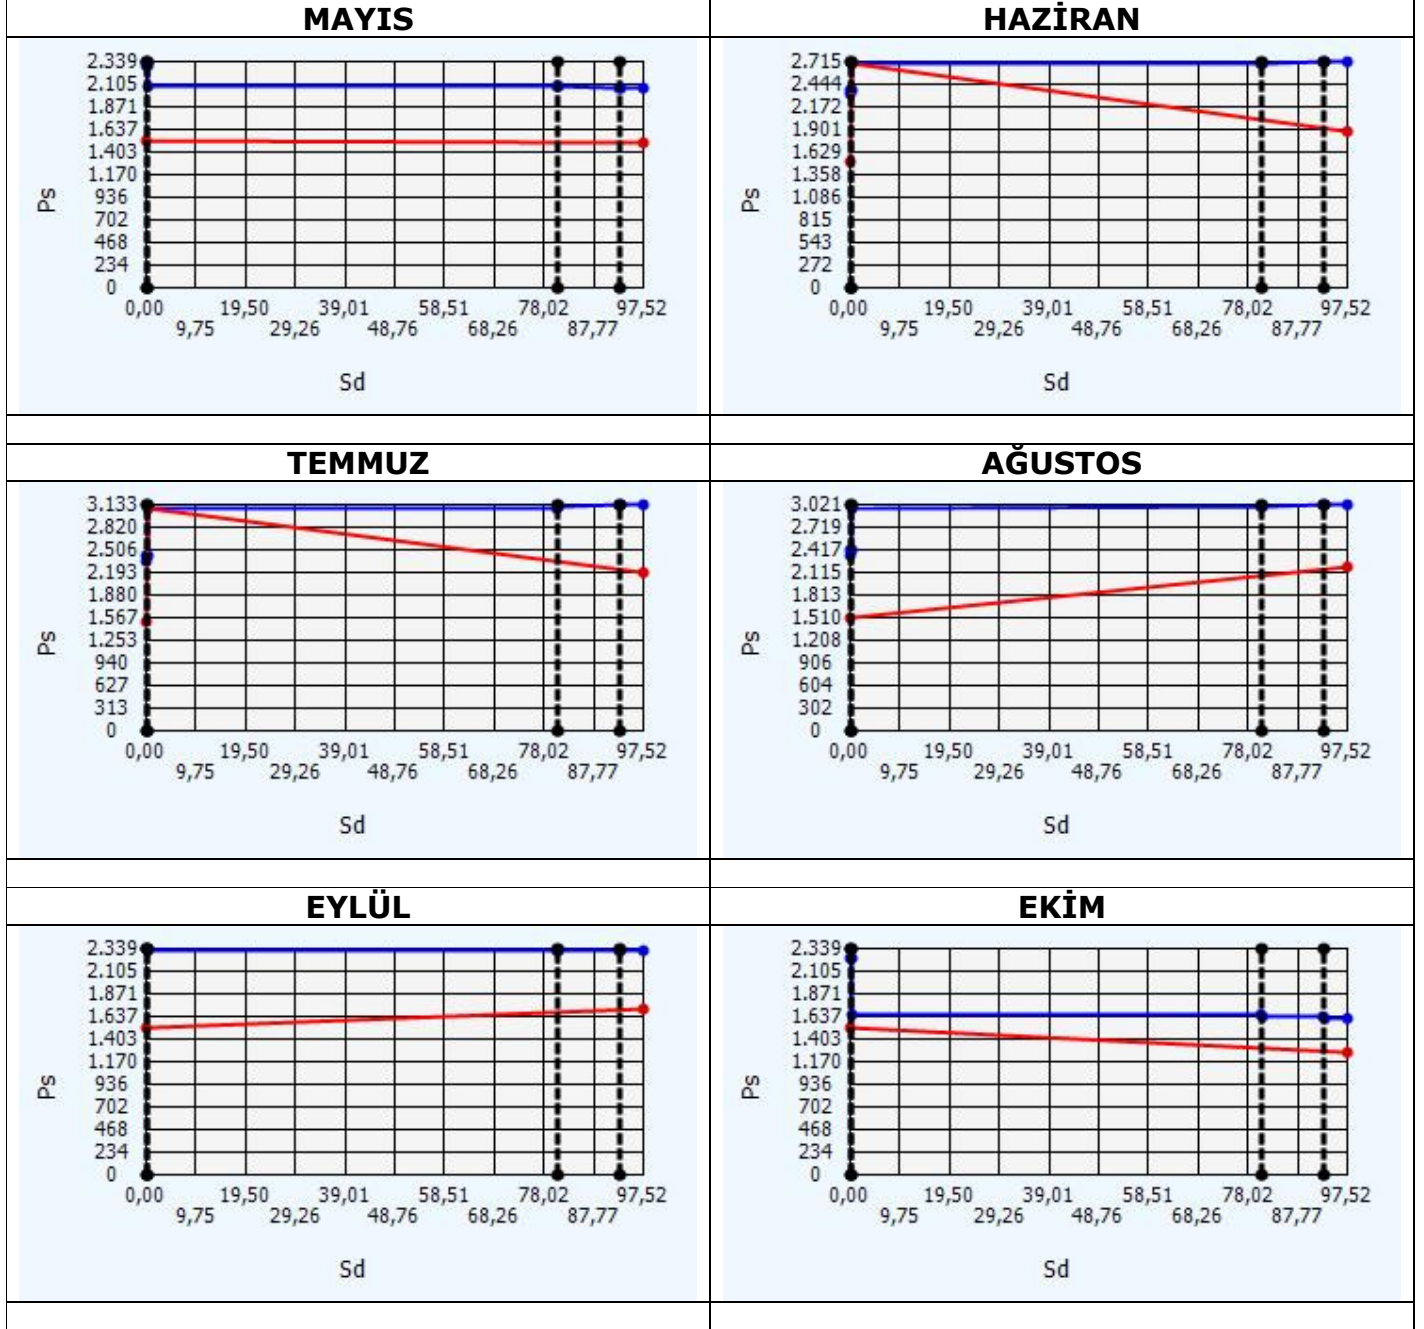 MAYIS
2.339
2.105
1.871
1.637
1.403
1.170
936
702
468
234
0
Ps
0,00 19,50 39,01 58,51 78,02 97,52
9,75 29,26 48,76 68,26 87,77
Sd
HAZİRAN
2.715
2.444
2.172
1.901
1.629
1.358
1.086
815
543
272
0
Ps
0,00 19,50 39,01 58,51 78,02 97,52
9,75 29,26 48,76 68,26 87,77
Sd
TEMMUZ
3.133
2.820
2.506
2.193
1.880
1.567
1.253
940
627
313
0
Ps
0,00 19,50 39,01 58,51 78,02 97,52
9,75 29,26 48,76 68,26 87,77
Sd
AĞUSTOS
3.021
2.719
2.417
2.115
1.813
1.510
1.208
906
604
302
0
Ps
0,00 19,50 39,01 58,51 78,02 97,52
9,75 29,26 48,76 68,26 87,77
Sd
EYLÜL
2.339
2.105
1.871
1.637
1.403
1.170
936
702
468
234
0
Ps
0,00 19,50 39,01 58,51 78,02 97,52
9,75 29,26 48,76 68,26 87,77
Sd
EKİM
2.339
2.105
1.871
1.637
1.403
1.170
936
702
468
234
0
Ps
0,00 19,50 39,01 58,51 78,02 97,52
9,75 29,26 48,76 68,26 87,77
Sd